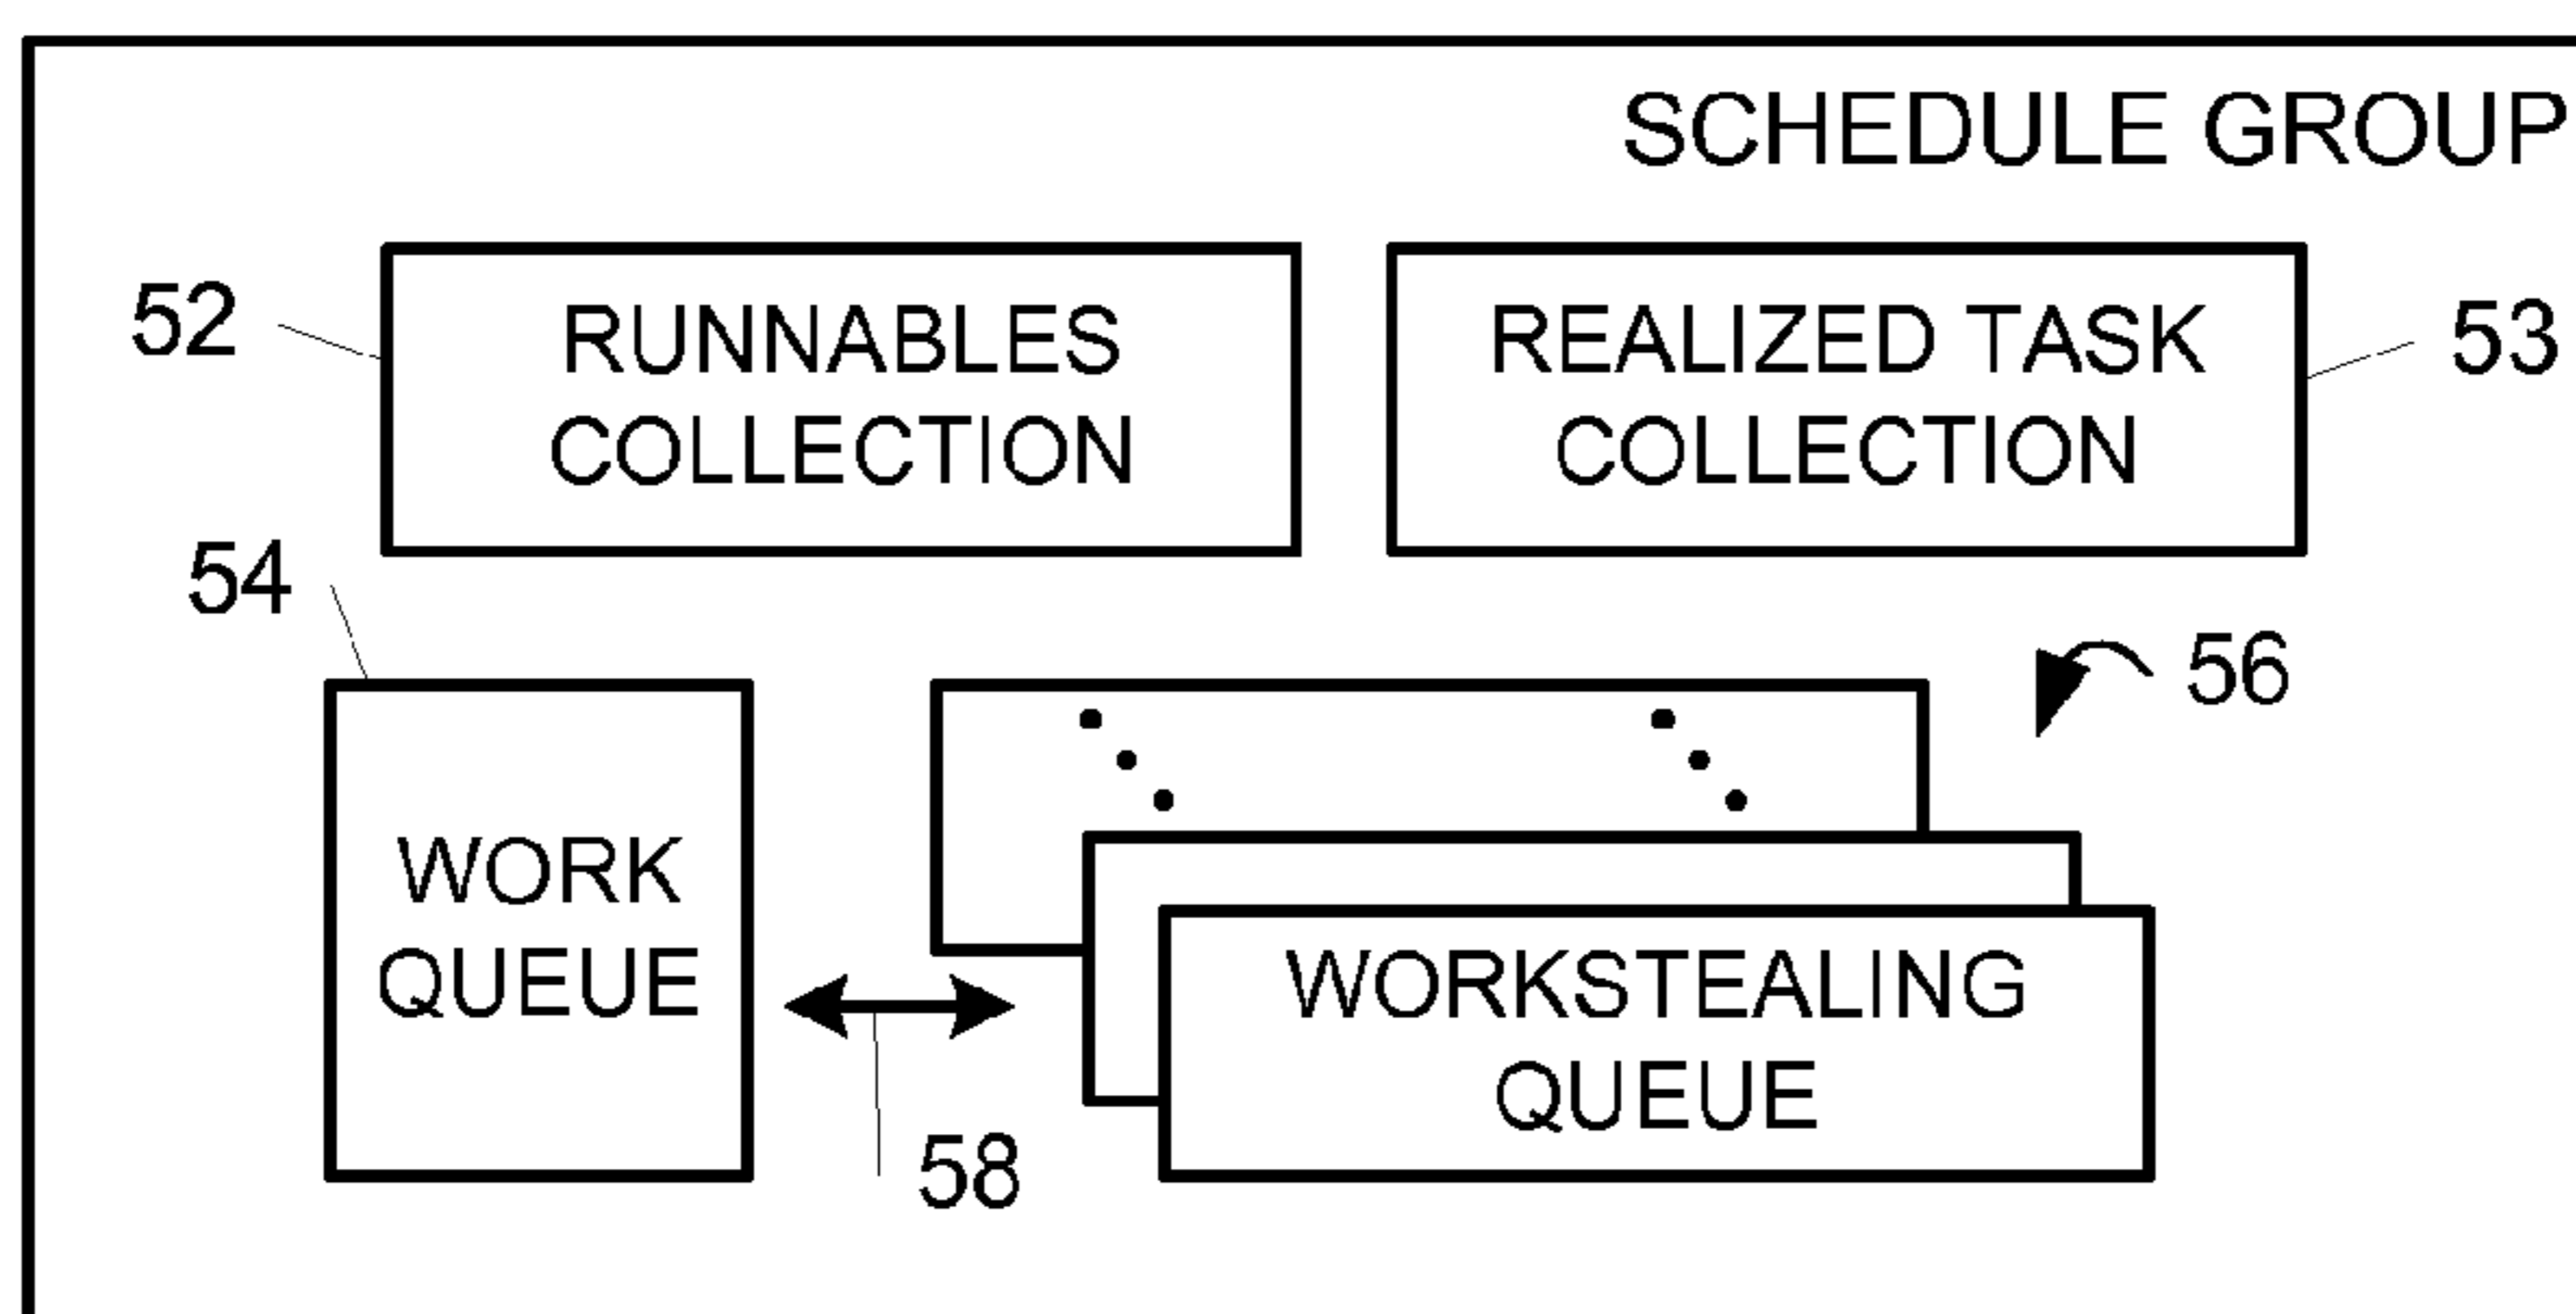 SCHEDULE GROUP
52
RUNNABLES
COLLECTION
REALIZED TASK
COLLECTION
53
54
56
WORK
QUEUE
WORKSTEALING
QUEUE
58